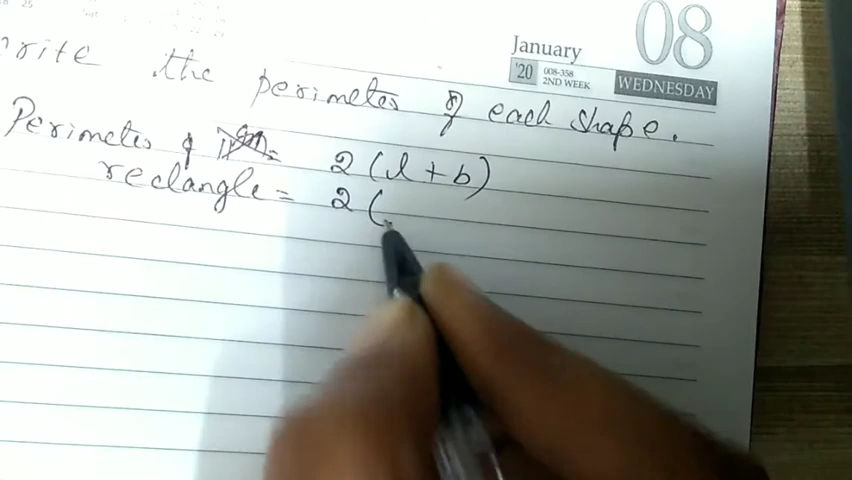 January
'20 008-358
2ND WEEK
08
WEDNESDAY
rite the perimeter of each shape.
Perimeter of = 2(l+b)
rectangle = 2(